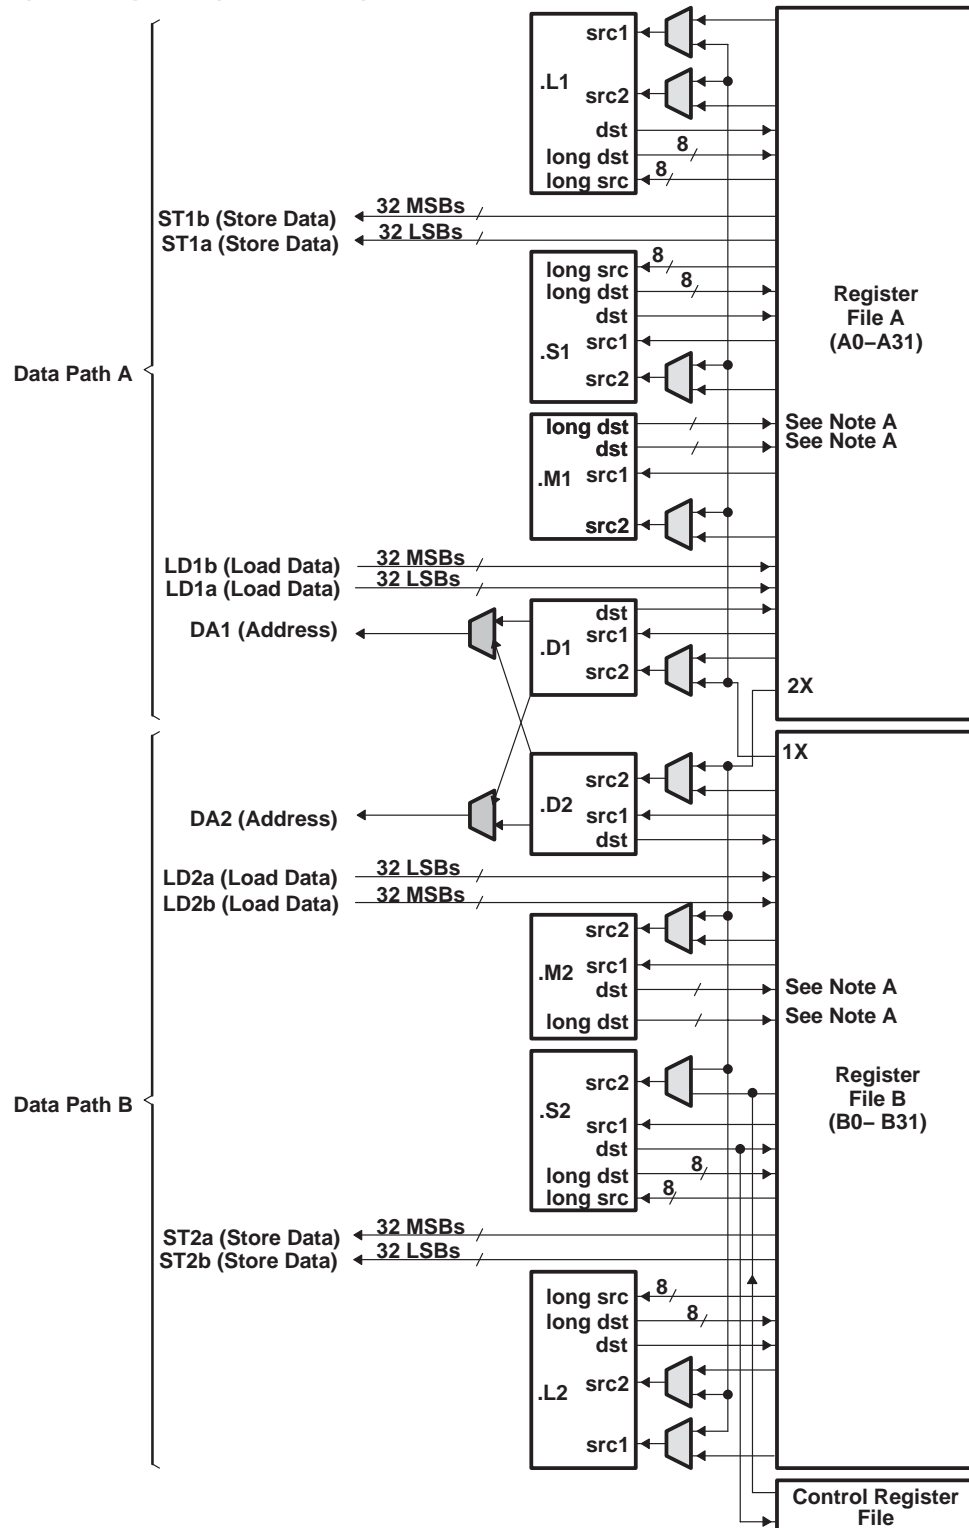 src1
.L1
src2
dst
long dst
8
long src
8
ST1b (Store Data)
32 MSBs
ST1a (Store Data)
32 LSBs
long src
8
long dst
8
dst
.S1
src1
src2
Register
File A
(A0–A31)
Data Path A
long dst
See Note A
dst
See Note A
.M1
src1
src2
LD1b (Load Data)
32 MSBs
LD1a (Load Data)
32 LSBs
DA1 (Address)
dst
src1
.D1
src2
2X
1X
src2
.D2
src1
dst
DA2 (Address)
LD2a (Load Data)
32 LSBs
LD2b (Load Data)
32 MSBs
src2
src1
.M2
dst
See Note A
long dst
See Note A
src2
.S2
src1
dst
long dst
8
long src
8
Register
File B
(B0– B31)
Data Path B
ST2a (Store Data)
32 MSBs
ST2b (Store Data)
32 LSBs
long src
8
long dst
8
dst
.L2
src2
src1
Control Register
File